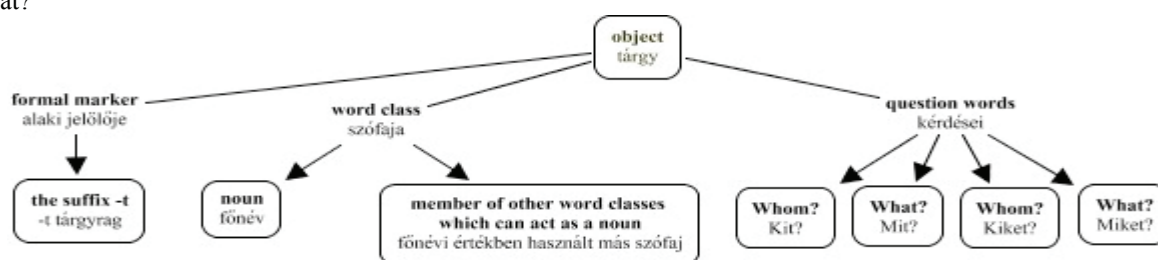 at?
object
tárgy
formal marker
alaki jelölője
word class
szófaja
question words
kérdései
the suffix -t
-t tárgyrag
noun
főnév
member of other word classes
which can act as a noun
főnévi értékben használt más szófaj
Whom?
Kit?
What?
Mit?
Whom?
Kiket?
What?
Miket?